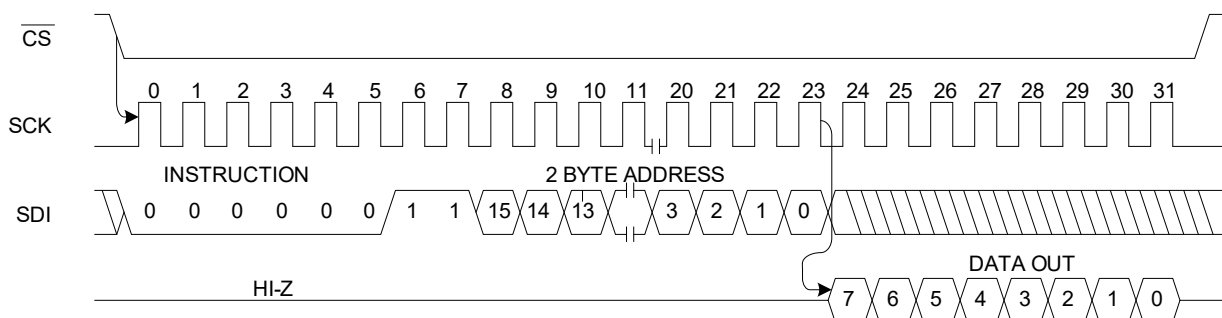 CS
0 1 2 3 4 5 6 7 8 9 10 11 20 21 22 23 24 25 26 27 28 29 30 31
SCK
INSTRUCTION 2 BYTE ADDRESS
SDI 0 0 0 0 0 0 1 1 15 14 13 3 2 1 0
DATA OUT
HI-Z
7 6 5 4 3 2 1 0